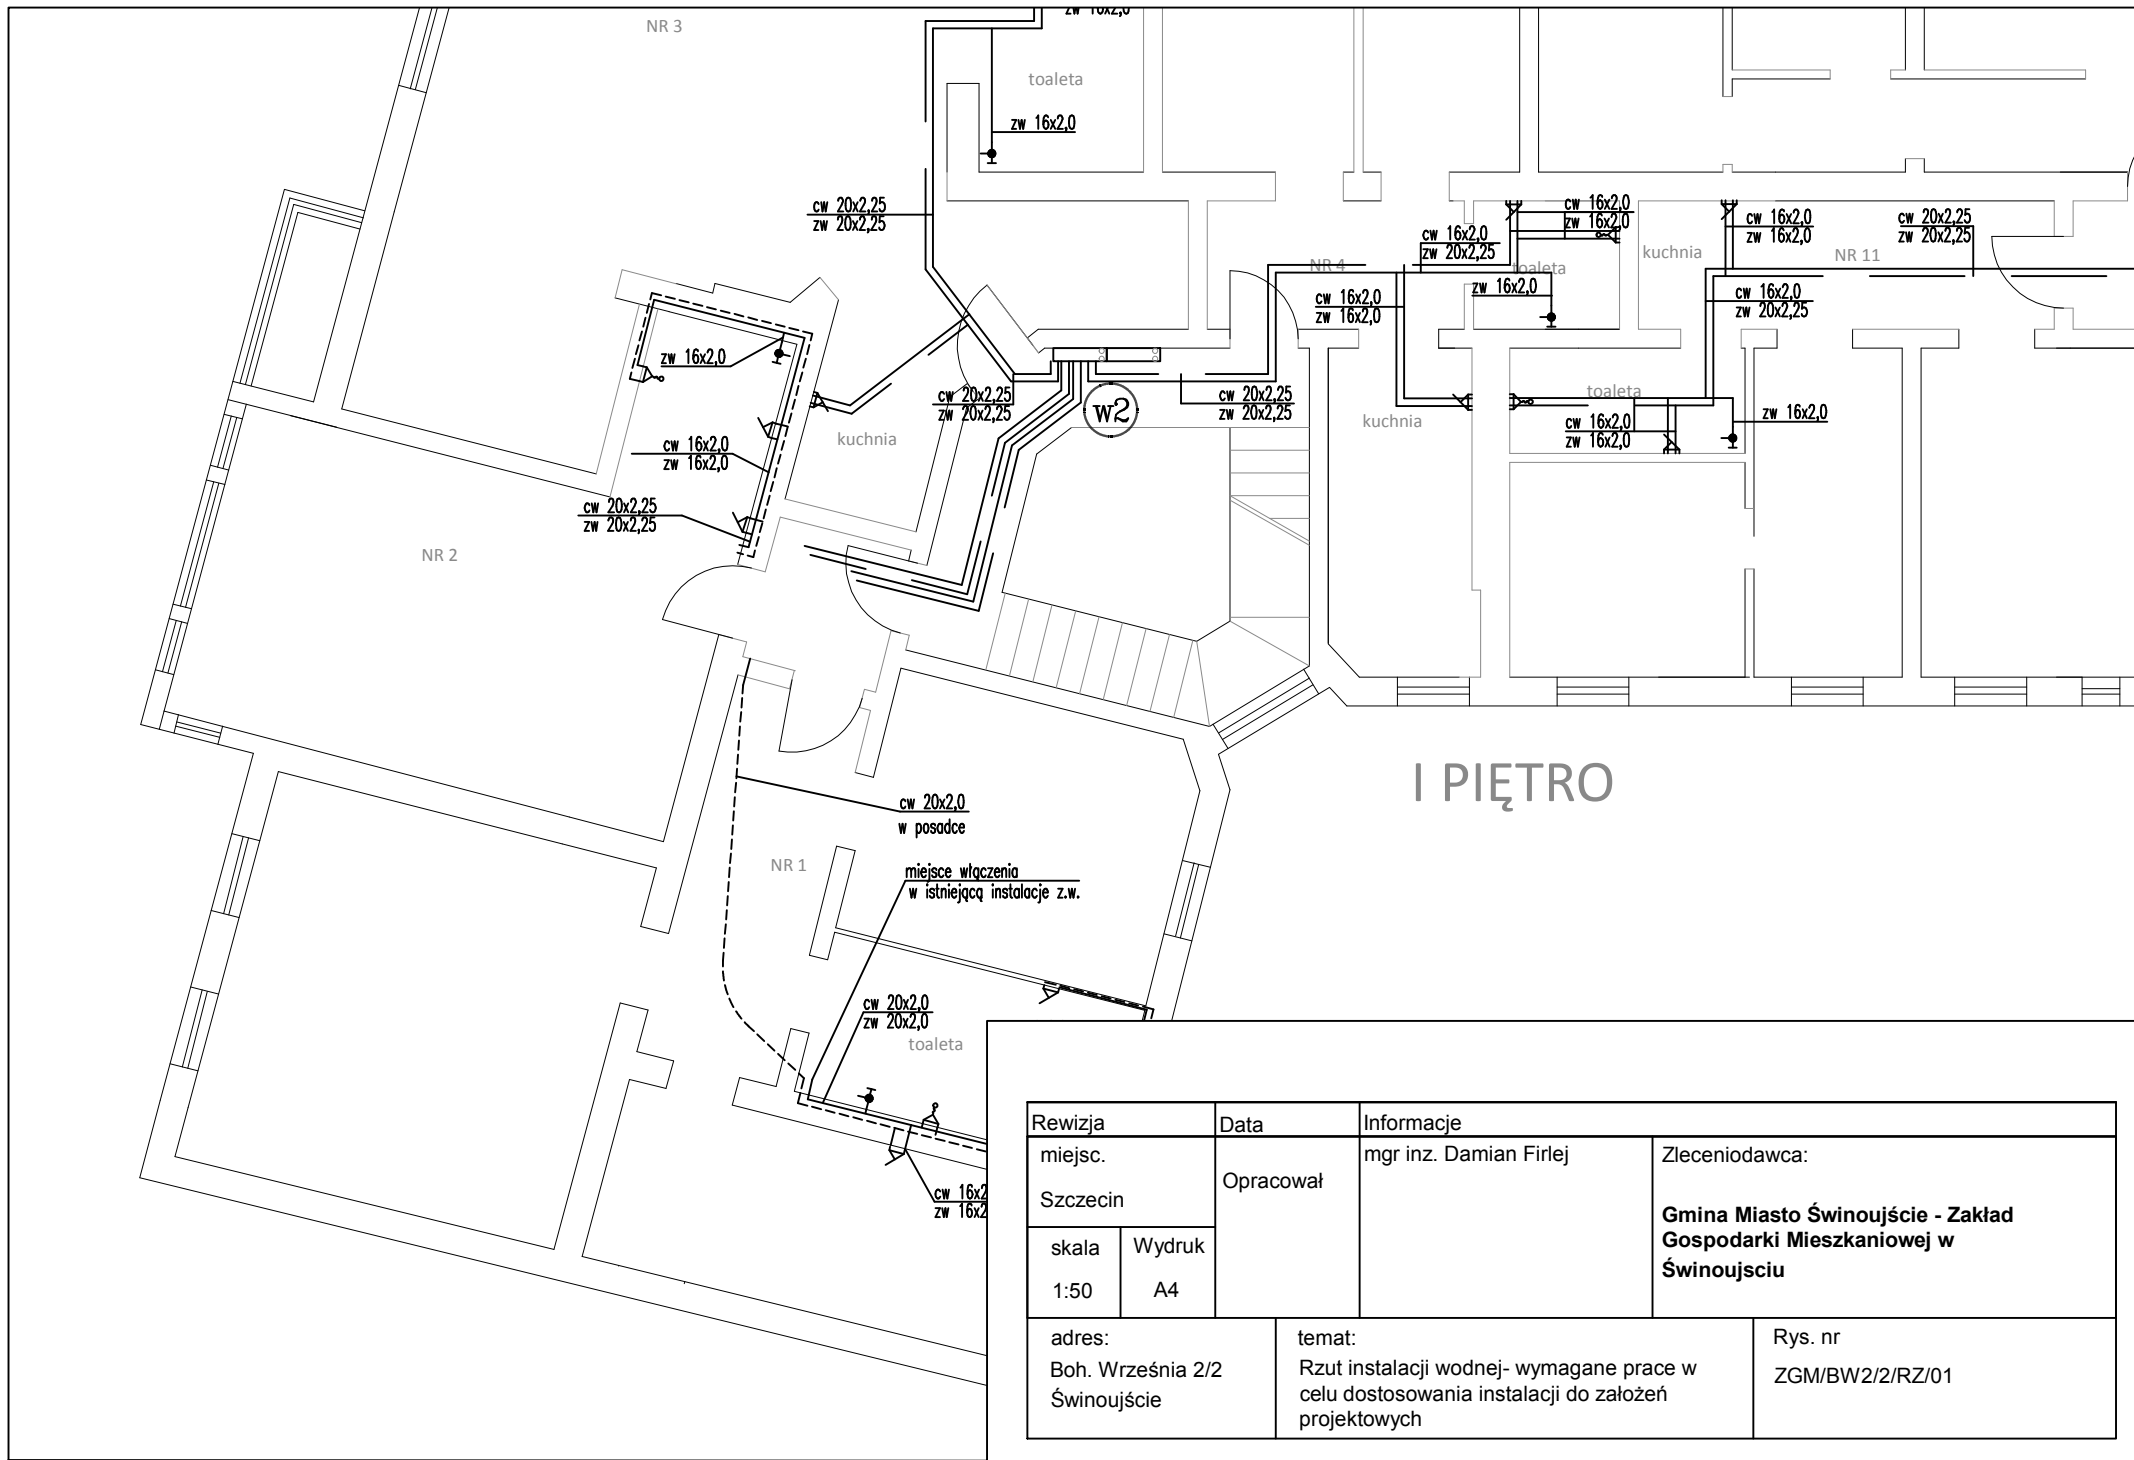 NR 3
zw 16x2,0
toaleta
zw 16x2,0
cw 20x2,25
zw 20x2,25
cw 16x2,0
zw 16x2,0
cw 16x2,0
zw 20x2,25
kuchnia
cw 16x2,0
zw 16x2,0
cw 20x2,25
zw 20x2,25
NR 11
NR 4
toaleta
zw 16x2,0
cw 16x2,0
zw 16x2,0
cw 16x2,0
zw 20x2,25
zw 16x2,0
cw 20x2,25
zw 20x2,25
w2
cw 20x2,25
zw 20x2,25
toaleta
kuchnia
zw 16x2,0
cw 16x2,0
zw 16x2,0
kuchnia
cw 16x2,0
zw 16x2,0
cw 20x2,25
zw 20x2,25
NR 2
I PIĘTRO
cw 20x2,0
w posadce
NR 1
miejsce włączenia
w istniejącą instalacje z.w.
cw 20x2,0
zw 20x2,0
toaleta
cw 16x2
zw 16x2
Rewizja
Data
Informacje
miejsc.
Szczecin
Opracował
mgr inz. Damian Firlej
Zleceniodawca:
Gmina Miasto Świnoujście - Zakład
Gospodarki Mieszkaniowej w
Świnoujsciu
skala
Wydruk
1:50
A4
adres:
Boh. Września 2/2
Świnoujście
temat:
Rzut instalacji wodnej- wymagane prace w
celu dostosowania instalacji do założeń
projektowych
Rys. nr
ZGM/BW2/2/RZ/01